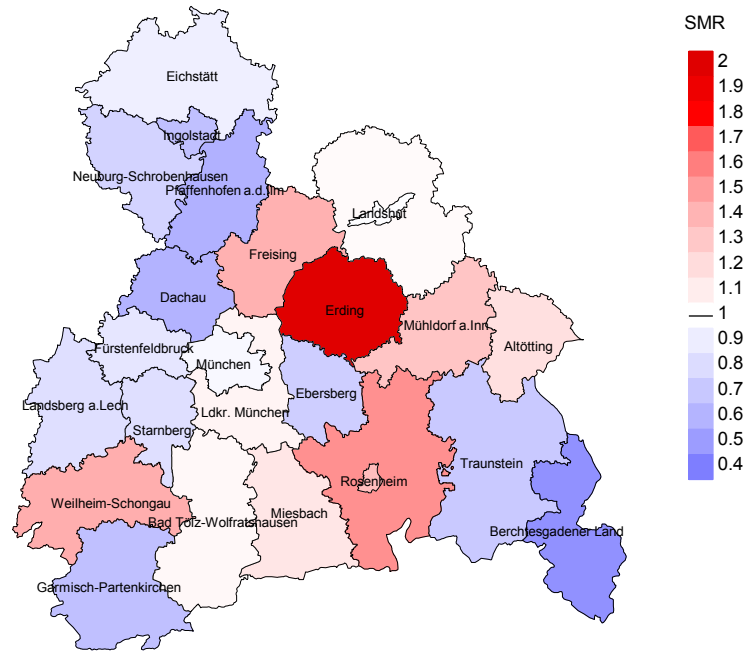 SMR
2
1.9
1.8
1.7
1.6
1.5
1.4
1.3
1.2
1.1
1
0.9
0.8
0.7
0.6
0.5
0.4
Eichstätt
Ingolstadt
Neuburg-Schrobenhausen
Pfaffenhofen a.d.Ilm
Landshut
Freising
Dachau
Erding
Mühldorf a.Inn
Altötting
Fürstenfeldbruck
München
Ebersberg
Landsberg a.Lech
Ldkr. München
Starnberg
Traunstein
Rosenheim
Weilheim-Schongau
Miesbach
Bad Tölz-Wolfratshausen
Berchtesgadener Land
Garmisch-Partenkirchen